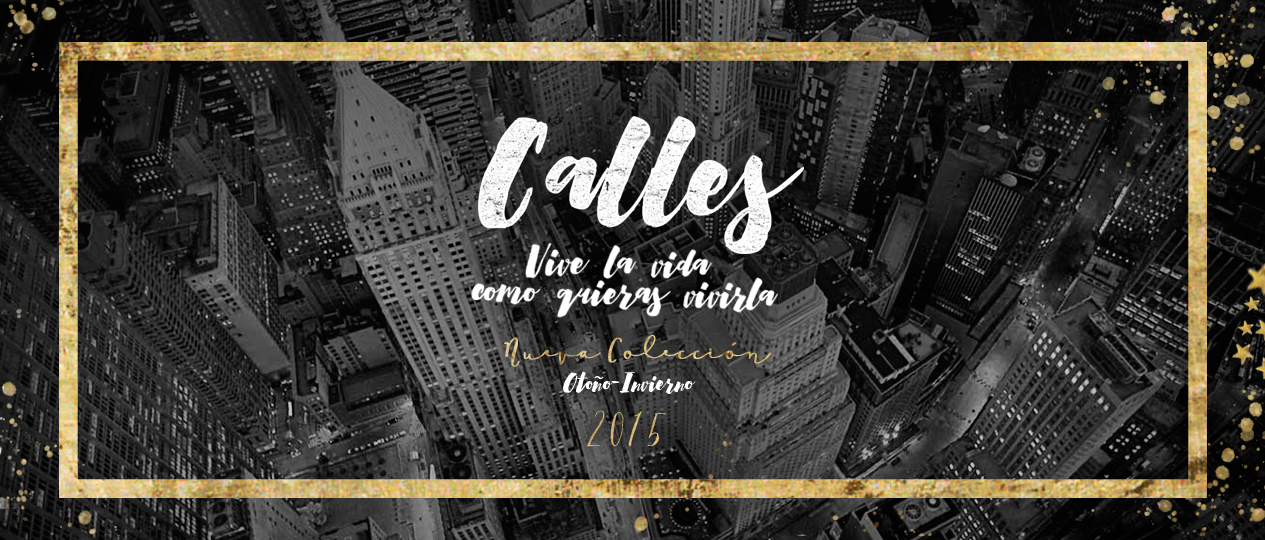 Calles
Vive la vida
como quieras vivirla
Nueva Colección
Otoño-Invierno
2015